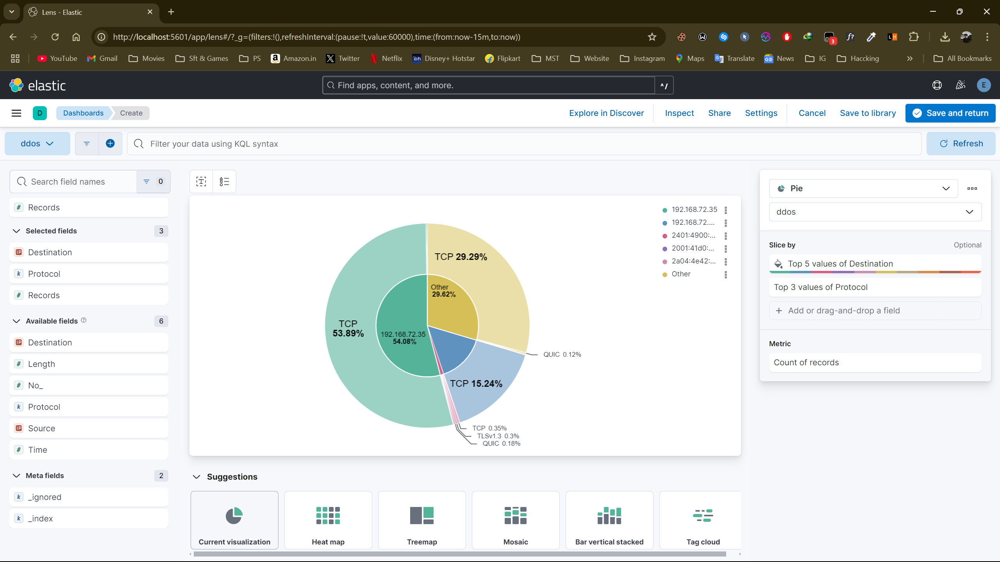 Lens - Elastic
http://localhost:5601/app/lens#/?_g=(filters:!(),refreshInterval:(pause:!t,value:60000),time:(from:now-15m,to:now))
3
f?
LH
YouTube
Gmail
Movies
Sft & Games
PS
Amazon.in
Twitter
Netflix
Disney+ Hotstar
Flipkart
MST
Website
Instagram
Maps
Translate
News
IG
Haccking
All Bookmarks
elastic
Find apps, content, and more.
^/
E
D
Dashboards
Create
Explore in Discover
Inspect
Share
Settings
Cancel
Save to library
Save and return
ddos
Filter your data using KQL syntax
Refresh
Search field names
0
# Records
Selected fields 3
IP Destination
k Protocol
# Records
Available fields 6
IP Destination
# Length
# No_
k Protocol
IP Source
# Time
Meta fields 2
k _ignored
k _index
192.168.72.35
192.168.72....
2401:4900:...
2001:41d0:...
2a04:4e42:...
Other
TCP 29.29%
Other
29.62%
TCP
53.89%
192.168.72.35
54.08%
QUIC 0.12%
TCP 15.24%
TCP 0.35%
TLSv1.3 0.3%
QUIC 0.18%
Suggestions
Current visualization
Heat map
Treemap
Mosaic
Bar vertical stacked
Tag cloud
Pie
ddos
Slice by
Optional
Top 5 values of Destination
Top 3 values of Protocol
Add or drag-and-drop a field
Metric
Count of records